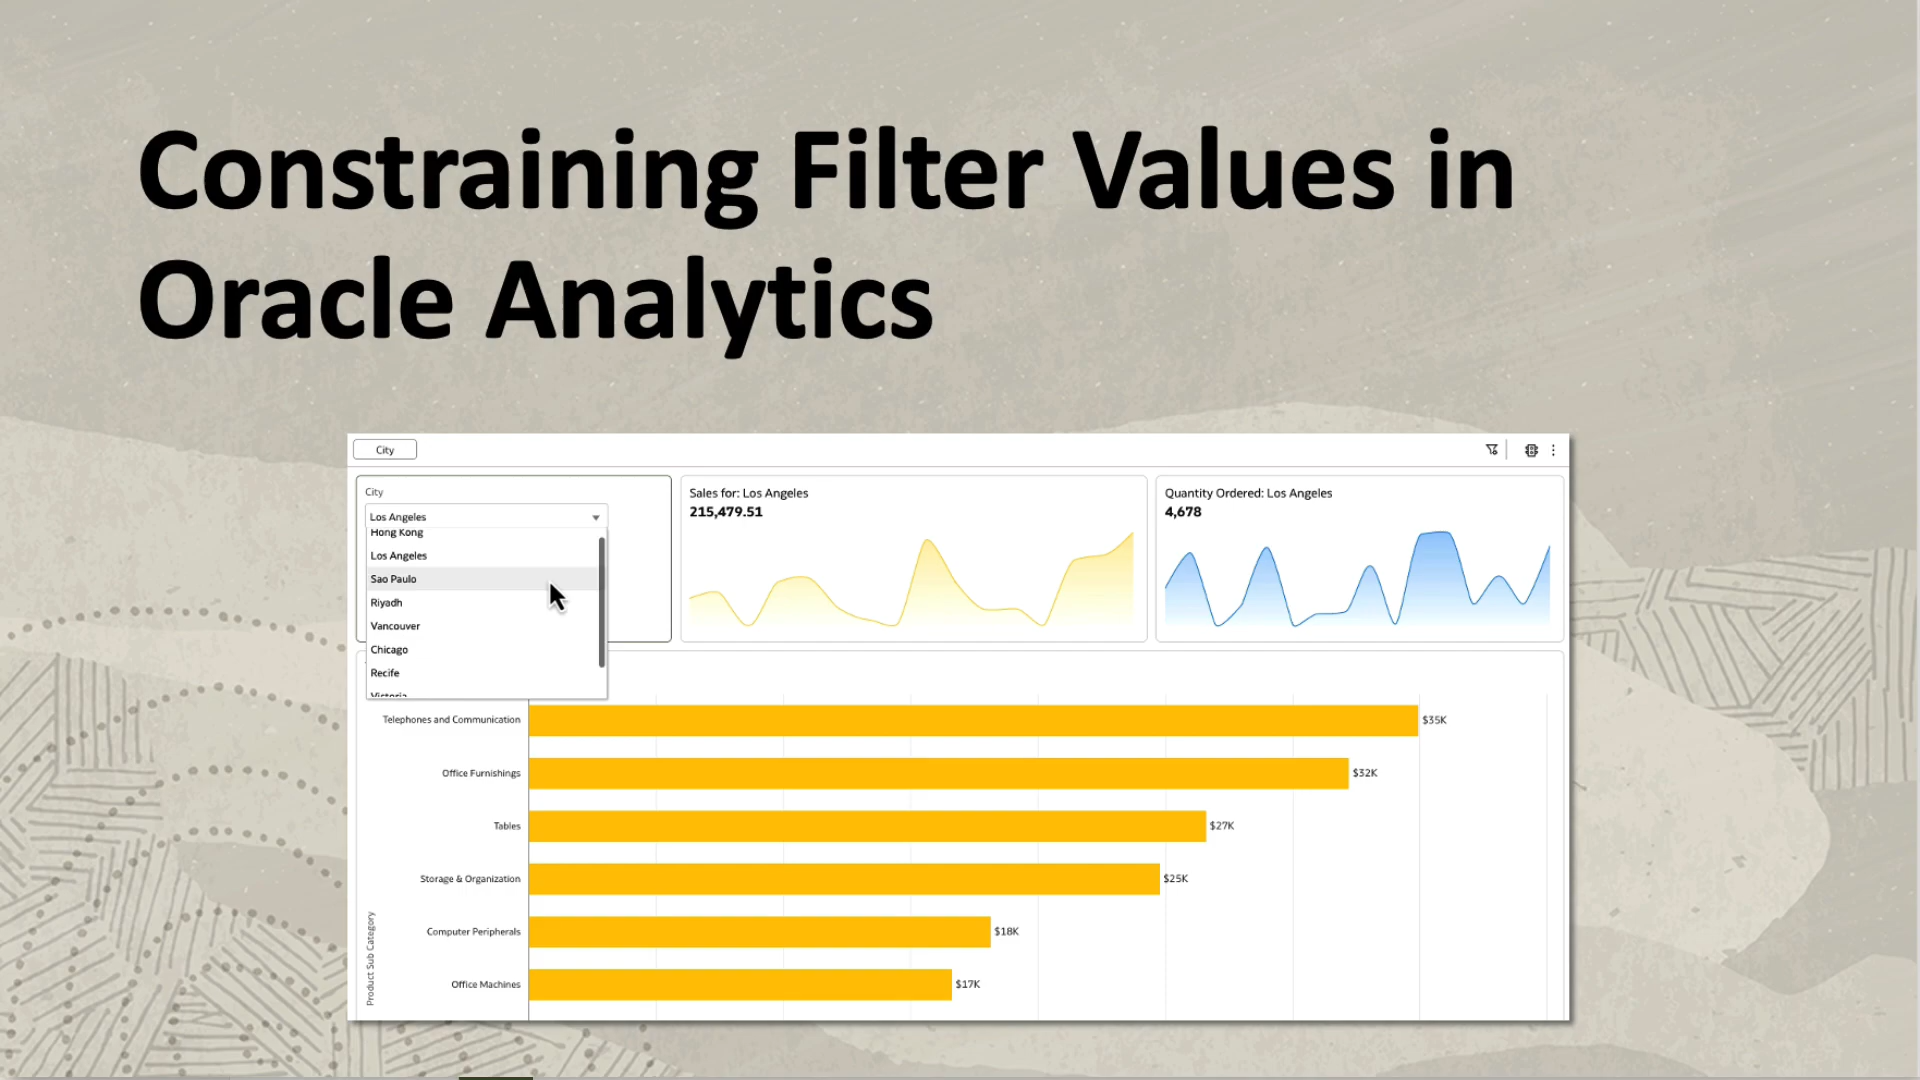 Constraining Filter Values in
Oracle Analytics
City
City
Los Angeles
Hong Kong
Los Angeles
Sao Paulo
Riyadh
Vancouver
Chicago
Recife
Victoria
Sales for: Los Angeles
215,479.51
Quantity Ordered: Los Angeles
4,678
Product Sub Category
Telephones and Communication
$35K
Office Furnishings
$32K
Tables
$27K
Storage & Organization
$25K
Computer Peripherals
$18K
Office Machines
$17K